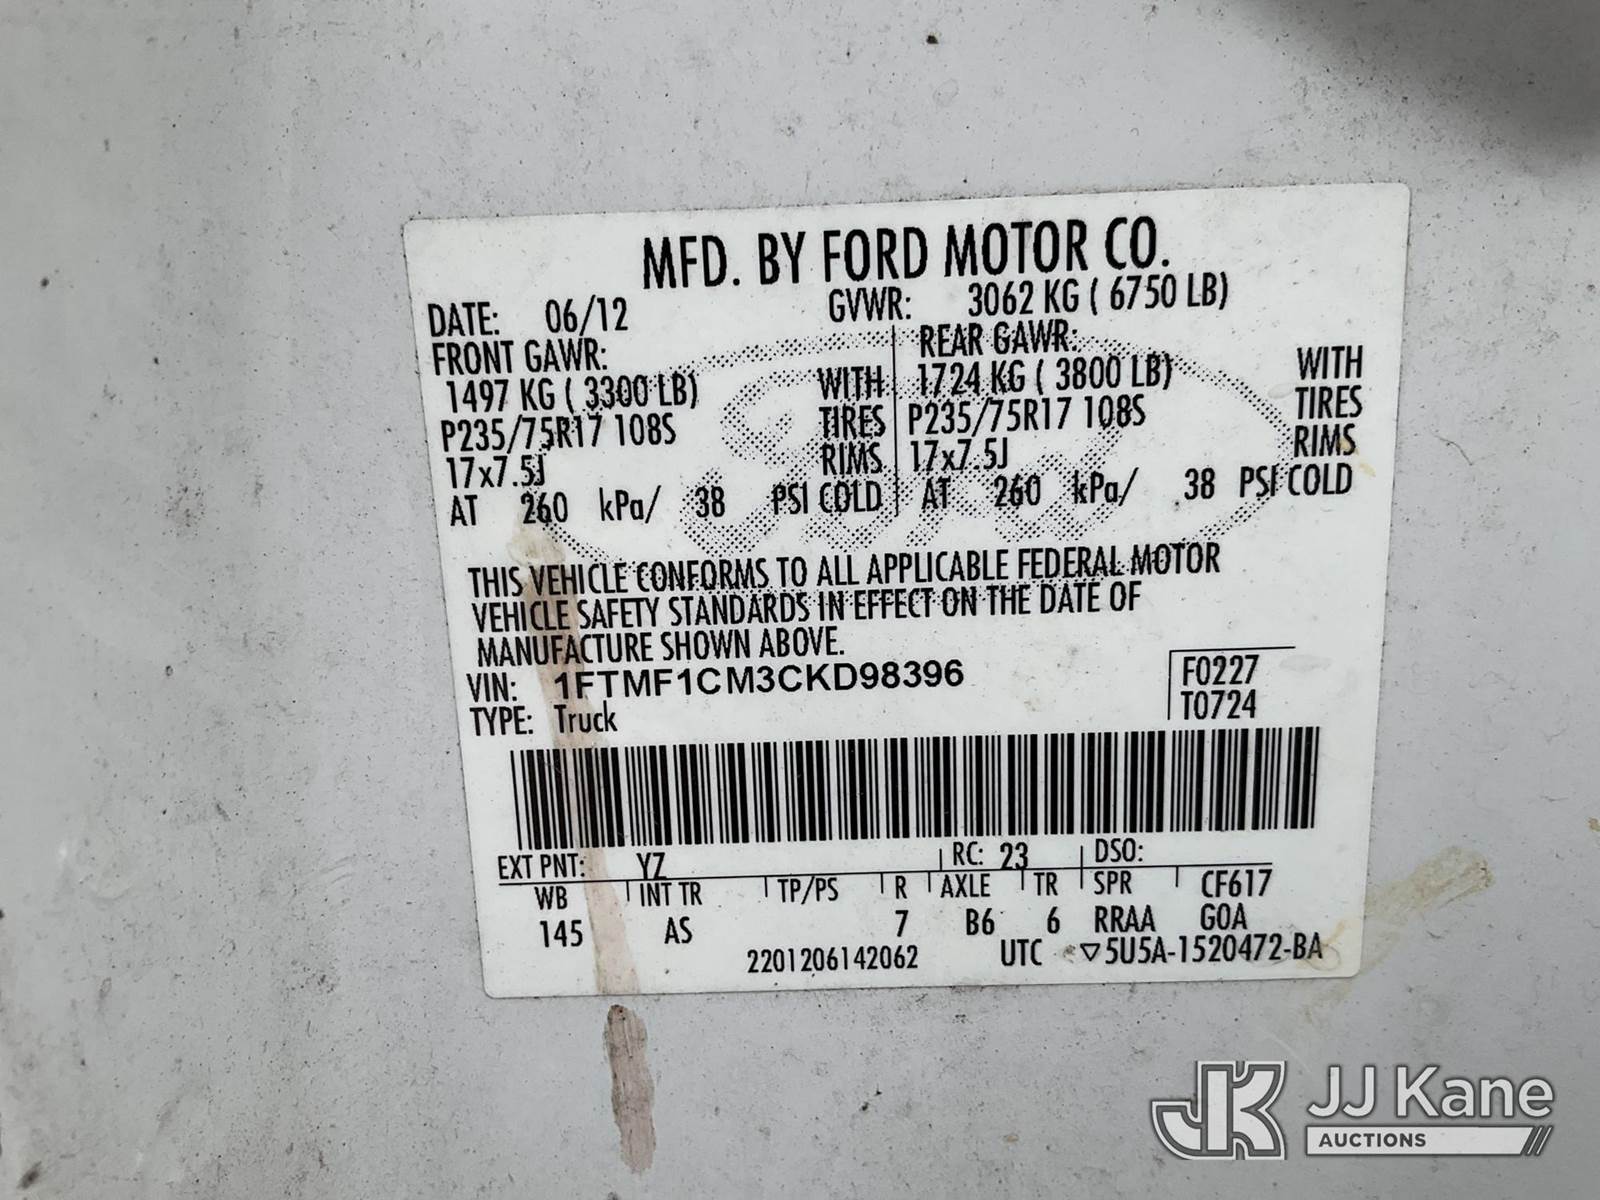 MFD. BY FORD MOTOR CO.
DATE: 06/12 GVWR: 3062 KG ( 6750 LB)
FRONT GAWR: REAR GAWR:
1497 KG ( 3300 LB) WITH 1724 KG ( 3800 LB) WITH
P235/75R17 108S TIRES P235/75R17 108S TIRES
17x7.5J RIMS 17x7.5J RIMS
AT 260 kPa/ 38 PSI COLD AT 260 kPa/ 38 PSI COLD
THIS VEHICLE CONFORMS TO ALL APPLICABLE FEDERAL MOTOR
VEHICLE SAFETY STANDARDS IN EFFECT ON THE DATE OF
MANUFACTURE SHOWN ABOVE.
VIN: 1FTMF1CM3CKD98396 F0227
TYPE: Truck T0724
EXT PNT: YZ RC: 23 DSO:
WB INT TR TP/PS R AXLE TR SPR CF617
145 AS 7 B6 6 RRAA G0A
2201206142062 UTC ▽5U5A-1520472-BA
JK JJ Kane
AUCTIONS